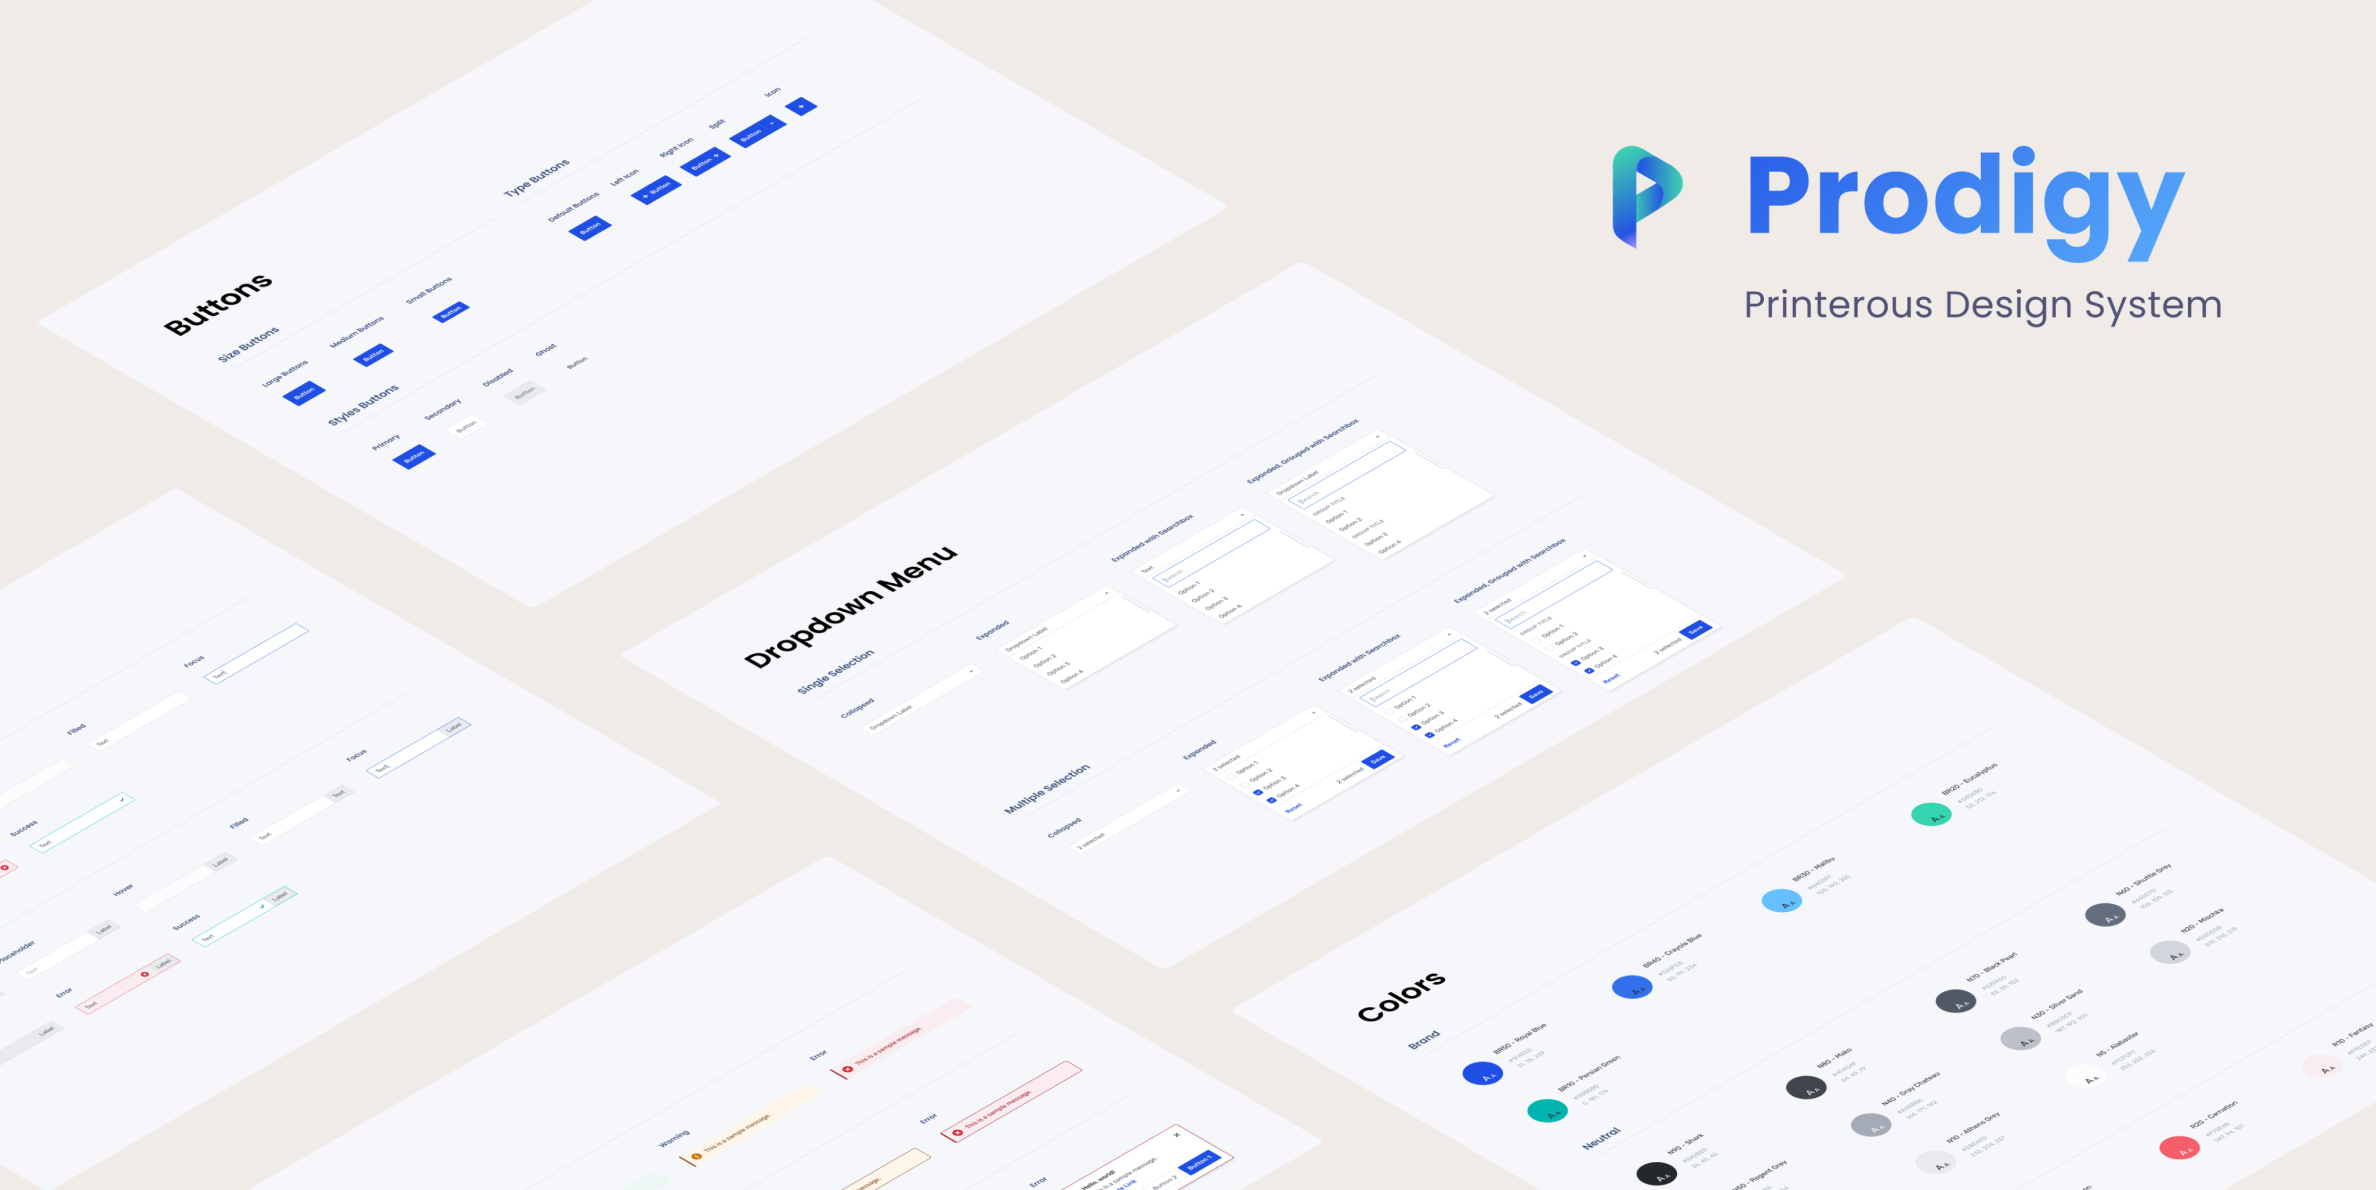 Prodigy
Printerous Design System
Buttons
Size Buttons
Large Buttons
Button
Medium Buttons
Button
Small Buttons
Button
Type Buttons
Default Buttons
Button
Left Icon
Button
Right Icon
Button
Split
Button
Icon
Styles Buttons
Primary
Button
Secondary
Button
Disabled
Button
Ghost
Button
Dropdown Menu
Single Selection
Collapsed
Dropdown Label
Expanded
Dropdown Label
Option 1
Option 2
Option 3
Option 4
Expanded with Searchbox
Text
Search
Option 1
Option 2
Option 3
Option 4
Expanded, Grouped with Searchbox
Dropdown Label
Search
GROUP TITLE
Option 1
Option 2
GROUP TITLE
Option 3
Option 4
Multiple Selection
Collapsed
2 selected
Expanded
2 selected
Option 1
Option 2
Option 3
Option 4
Reset
2 selected
Save
Expanded with Searchbox
2 selected
Search
Option 1
Option 2
Option 3
Option 4
Reset
2 selected
Save
Expanded, Grouped with Searchbox
2 selected
Search
GROUP TITLE
Option 1
Option 2
GROUP TITLE
Option 3
Option 4
Reset
2 selected
Save
Filled
Text
Focus
Text
Success
Text
Hover
Label
Filled
Text
Text
Focus
Text
Label
Placeholder
Text
Label
Error
Text
Label
Success
Text
Label
Label
Warning
This is a sample message.
Error
This is a sample message.
Error
This is a sample message.
Error
Hello, world!
Button 2
Button 1
Colors
Brand
BR50 - Royal Blue
BR40 - Crayola Blue
BR30 - Malibu
BR20 - Eucalyptus
BR10 - Persian Green
Neutral
N90 - Shark
N80 - Mako
N70 - Black Pearl
N60 - Shuttle Grey
N50 - Regent Grey
N40 - Gray Chateau
N30 - Silver Sand
N20 - Mischka
N10 - Athens Grey
N5 - Alabaster
R20 - Carnation
R10 - Fantasy